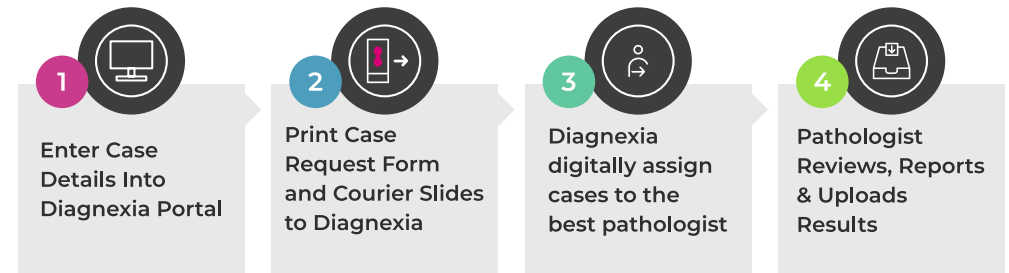 1
Enter Case
Details Into
Diagnexia Portal
2
Print Case
Request Form
and Courier Slides
to Diagnexia
3
Diagnexia
digitally assign
cases to the
best pathologist
4
Pathologist
Reviews, Reports
& Uploads
Results